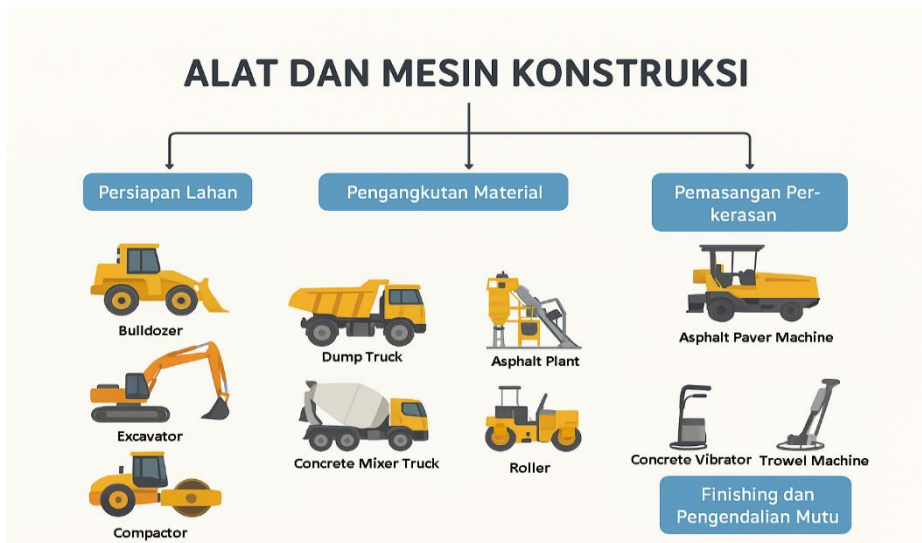 ALAT DAN MESIN KONSTRUKSI
Persiapan Lahan
Pengangkutan Material
Pemasangan Per-
kerasan
Bulldozer
Excavator
Compactor
Dump Truck
Asphalt Plant
Concrete Mixer Truck
Roller
Asphalt Paver Machine
Concrete Vibrator
Trowel Machine
Finishing dan
Pengendalian Mutu